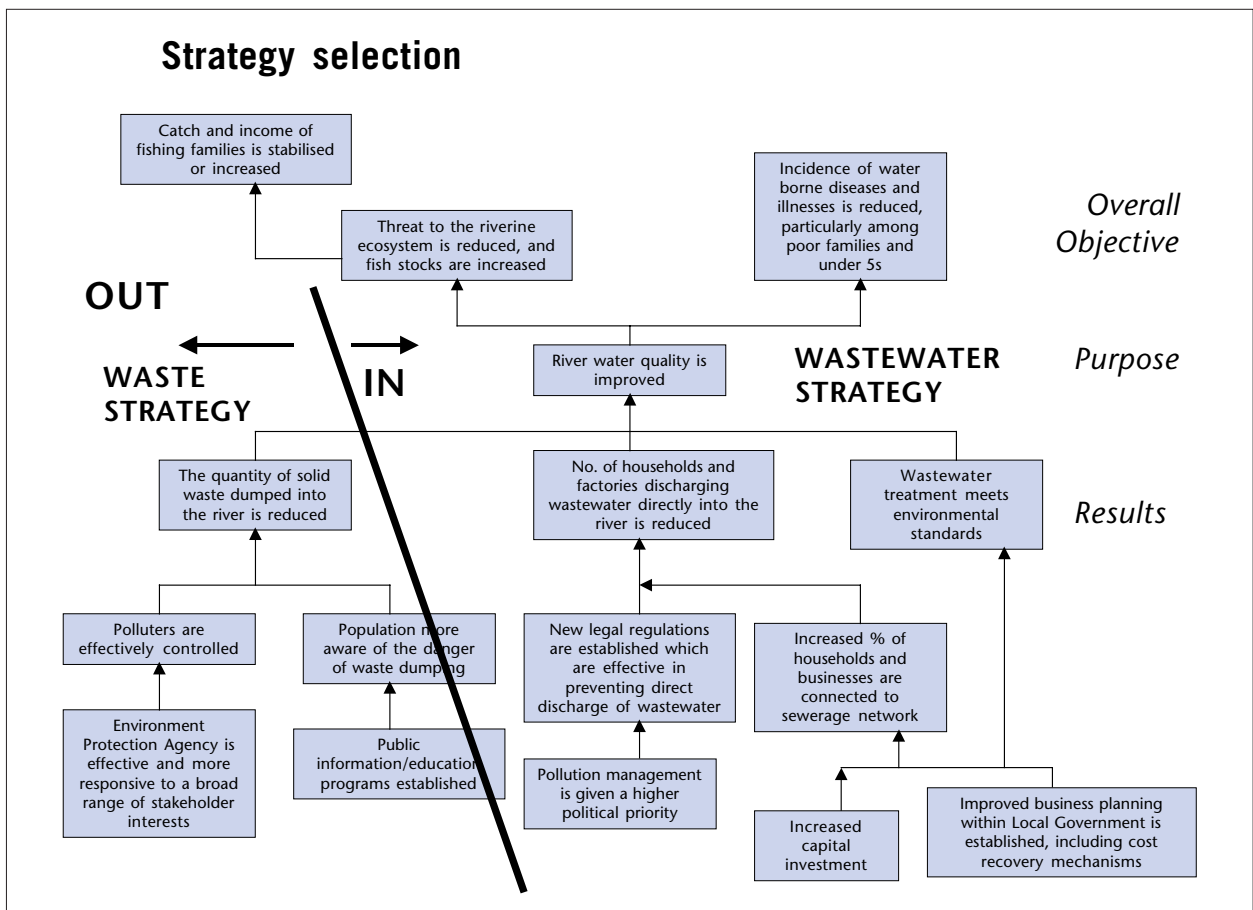 Strategy selection
Catch and income of
fishing families is stabilised
or increased
Incidence of water
borne diseases and
illnesses is reduced,
particularly among
poor families and
under 5s
Overall
Objective
Threat to the riverine
ecosystem is reduced, and
fish stocks are increased
OUT
WASTE
STRATEGY
IN
River water quality is
improved
WASTEWATER
STRATEGY
Purpose
The quantity of solid
waste dumped into
the river is reduced
No. of households and
factories discharging
wastewater directly into the
river is reduced
Wastewater
treatment meets
environmental
standards
Results
Polluters are
effectively controlled
Population more
aware of the danger
of waste dumping
New legal regulations
are established which
are effective in
preventing direct
discharge of wastewater
Increased % of
households and
businesses are
connected to
sewerage network
Environment
Protection Agency is
effective and more
responsive to a broad
range of stakeholder
interests
Public
information/education
programs established
Pollution management
is given a higher
political priority
Increased
capital
investment
Improved business planning
within Local Government is
established, including cost
recovery mechanisms